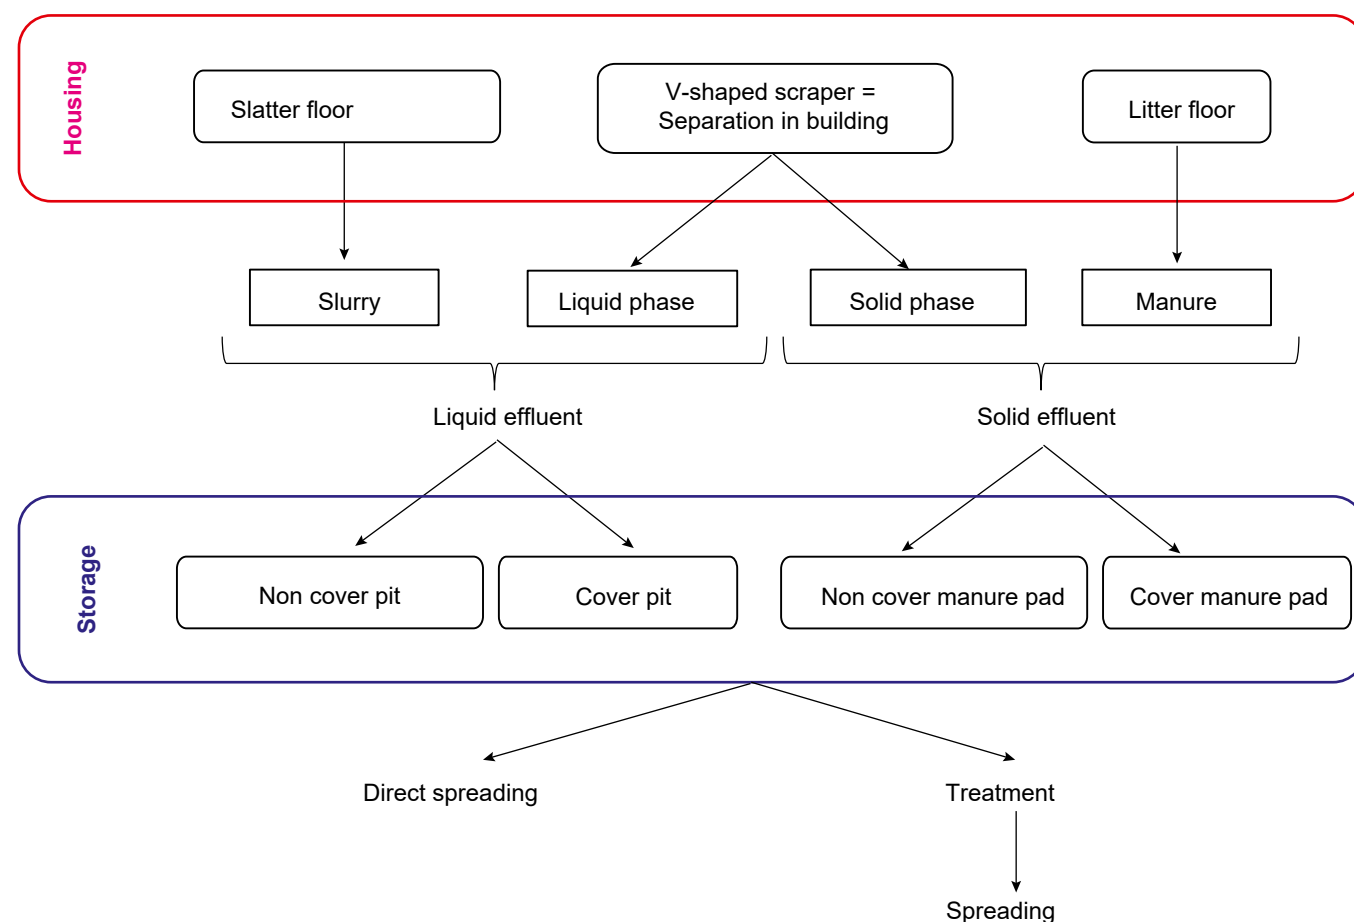 Housing
Slatter floor
V-shaped scraper =
Separation in building
Litter floor
Slurry
Liquid phase
Solid phase
Manure
Liquid effluent
Solid effluent
Storage
Non cover pit
Cover pit
Non cover manure pad
Cover manure pad
Direct spreading
Treatment
Spreading